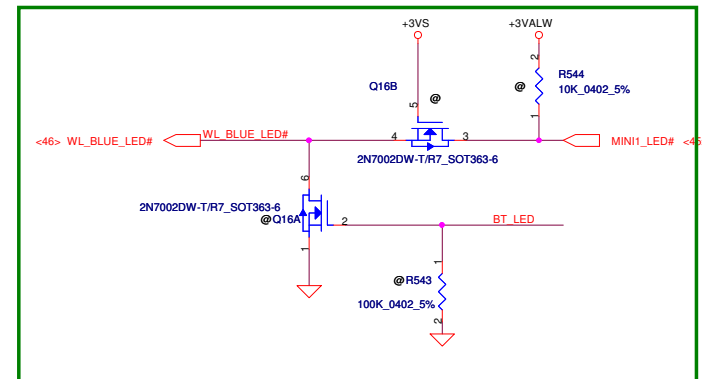 +3VS
+3VALW
2
R544
Q16B
@
10K_0402_5%
5
@
1
<46> WL_BLUE_LED#
WL_BLUE_LED#
4
3
MINI1_LED#
2N7002DW-T/R7_SOT363-6
6
2N7002DW-T/R7_SOT363-6
@Q16A
2
BT_LED
1
1
@R543
100K_0402_5%
2